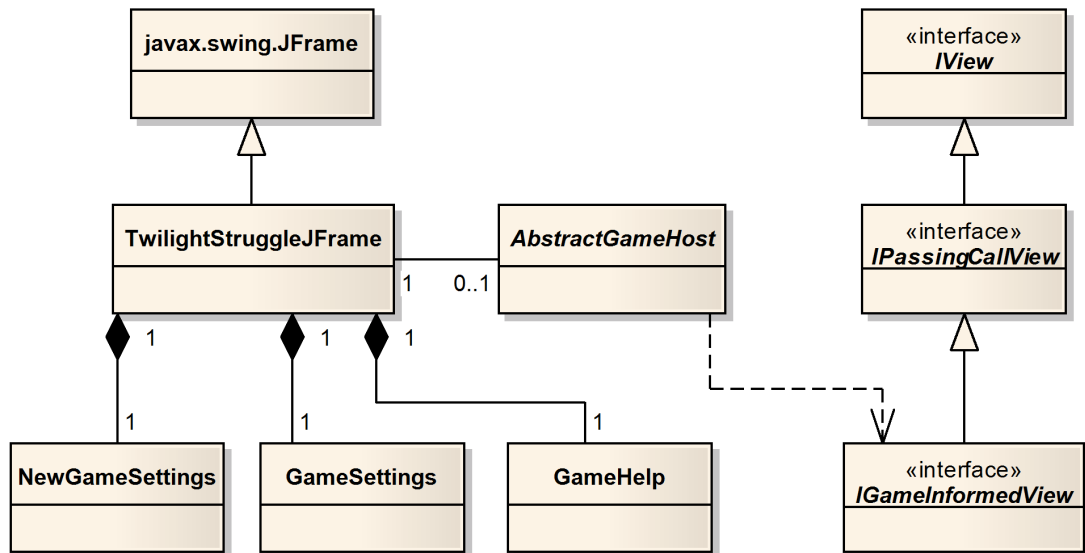 javax.swing.JFrame
«interface»
IView
TwilightStruggleJFrame
AbstractGameHost
«interface»
IPassingCallView
1
0..1
1
1
1
1
1
1
NewGameSettings
GameSettings
GameHelp
«interface»
IGameInformedView